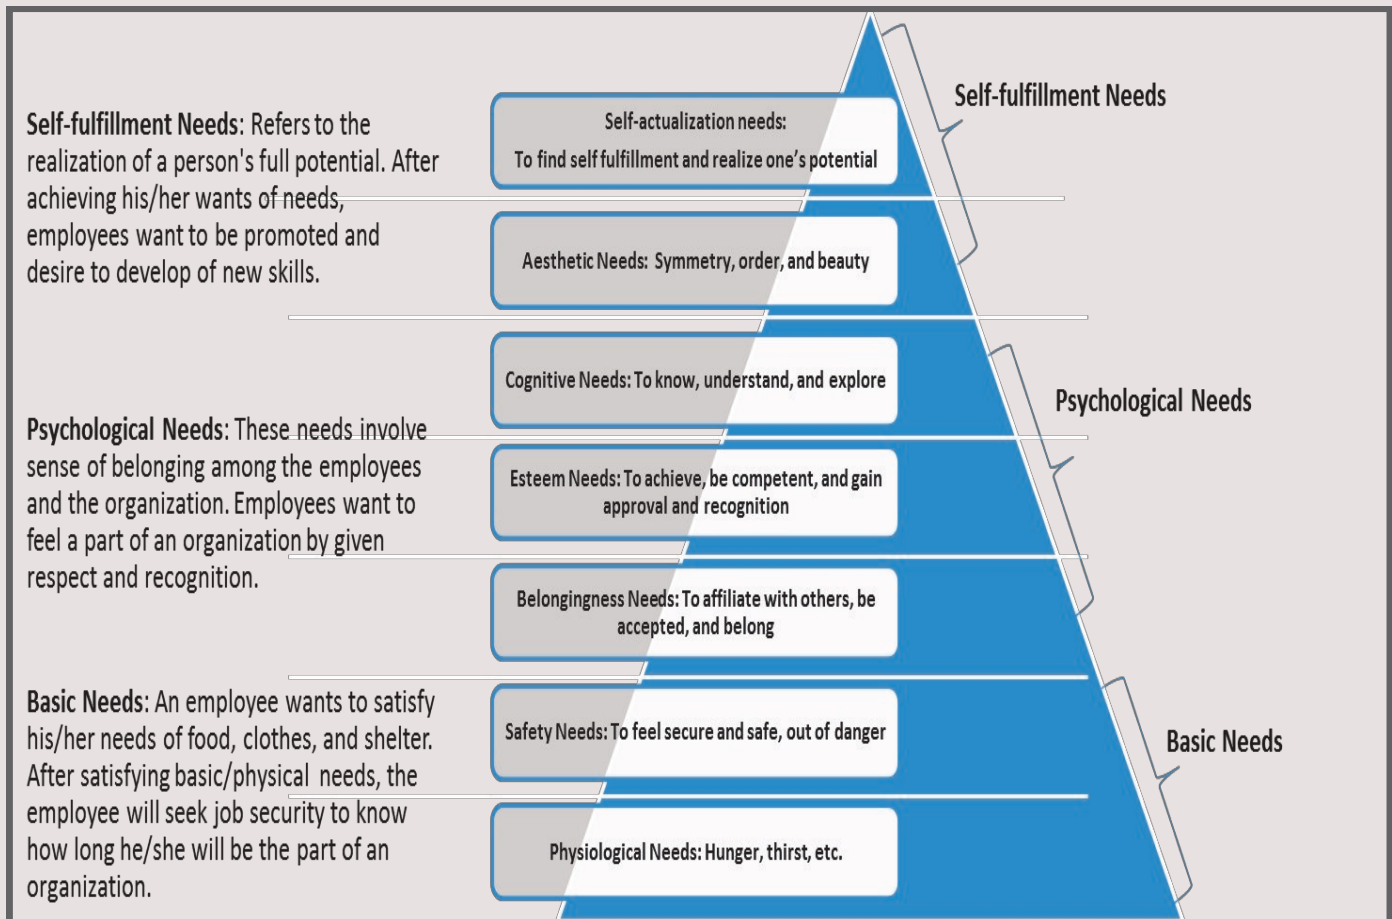 Self-fulfillment Needs: Refers to the
realization of a person's full potential. After
achieving his/her wants of needs,
employees want to be promoted and
desire to develop of new skills.
Psychological Needs: These needs involve
sense of belonging among the employees
and the organization. Employees want to
feel a part of an organization by given
respect and recognition.
Basic Needs: An employee wants to satisfy
his/her needs of food, clothes, and shelter.
After satisfying basic/physical needs, the
employee will seek job security to know
how long he/she will be the part of an
organization.
Self-actualization needs:
To find self fulfillment and realize one's potential
Aesthetic Needs: Symmetry, order, and beauty
Cognitive Needs: To know, understand, and explore
Esteem Needs: To achieve, be competent, and gain
approval and recognition
Belongingness Needs: To affiliate with others, be
accepted, and belong
Safety Needs: To feel secure and safe, out of danger
Physiological Needs: Hunger, thirst, etc.
Self-fulfillment Needs
Psychological Needs
Basic Needs